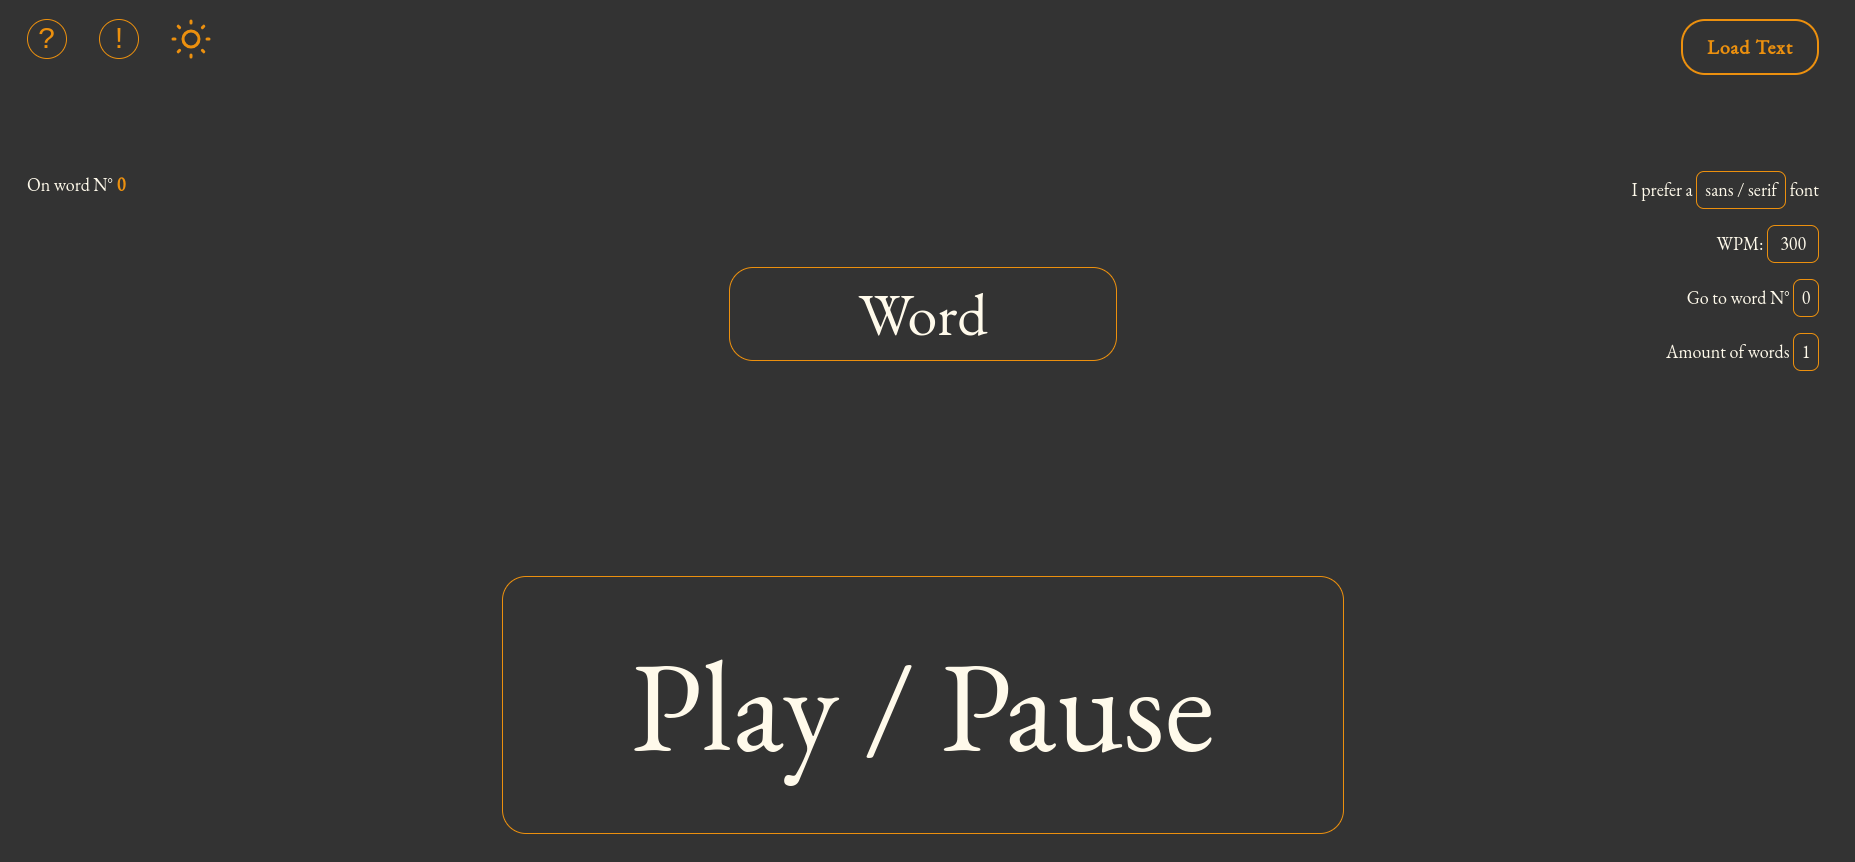 ?
!
Load Text
On word N° 0
I prefer a sans / serif font
WPM: 300
Go to word N° 0
Amount of words 1
Word
Play / Pause